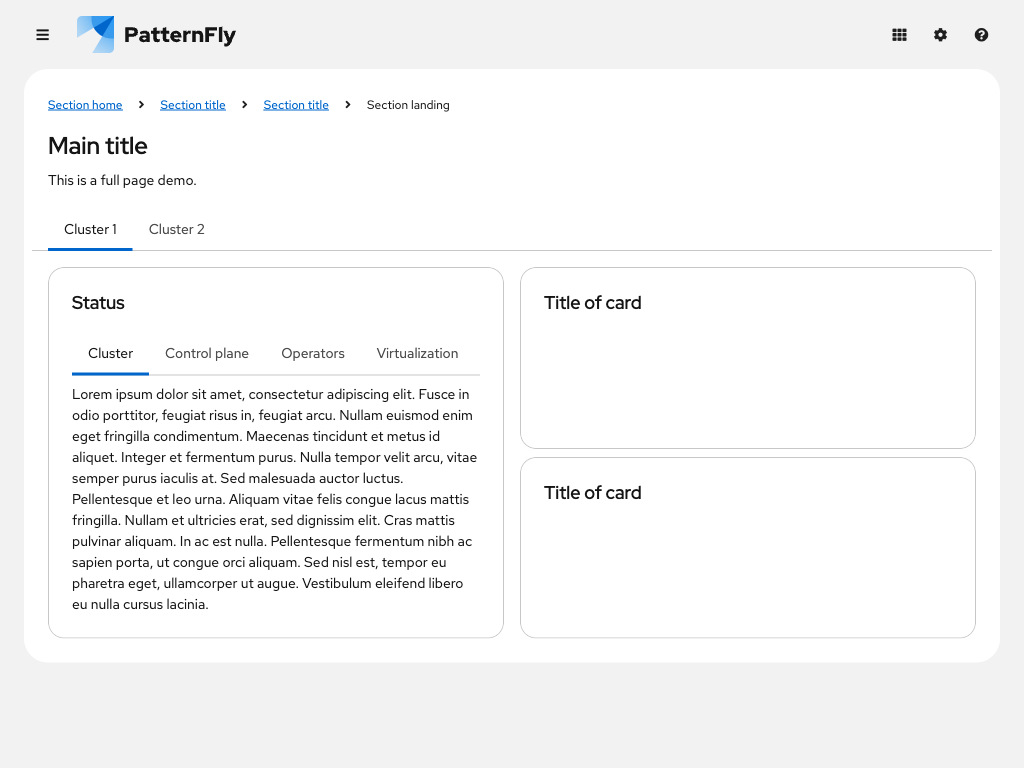 PatternFly
Section home
Section title
Section title
Section landing
Main title
This is a full page demo.
Cluster 1
Cluster 2
Status
Cluster
Control plane
Operators
Virtualization
Lorem ipsum dolor sit amet, consectetur adipiscing elit. Fusce in
odio porttitor, feugiat risus in, feugiat arcu. Nullam euismod enim
eget fringilla condimentum. Maecenas tincidunt et metus id
aliquet. Integer et fermentum purus. Nulla tempor velit arcu, vitae
semper purus iaculis at. Sed malesuada auctor luctus.
Pellentesque et leo urna. Aliquam vitae felis congue lacus mattis
fringilla. Nullam et ultricies erat, sed dignissim elit. Cras mattis
pulvinar aliquam. In ac est nulla. Pellentesque fermentum nibh ac
sapien porta, ut congue orci aliquam. Sed nisl est, tempor eu
pharetra eget, ullamcorper ut augue. Vestibulum eleifend libero
eu nulla cursus lacinia.
Title of card
Title of card